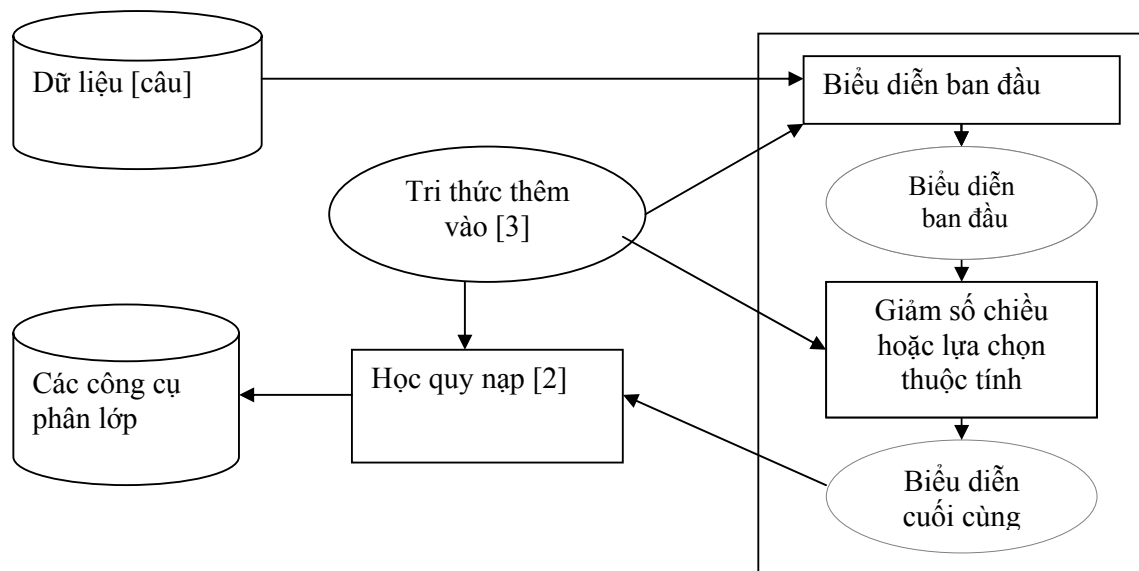 Dữ liệu [câu]
Biểu diễn ban đầu
Tri thức thêm
vào [3]
Biểu diễn
ban đầu
Giảm số chiều
hoặc lựa chọn
thuộc tính
Các công cụ
phân lớp
Học quy nạp [2]
Biểu diễn
cuối cùng